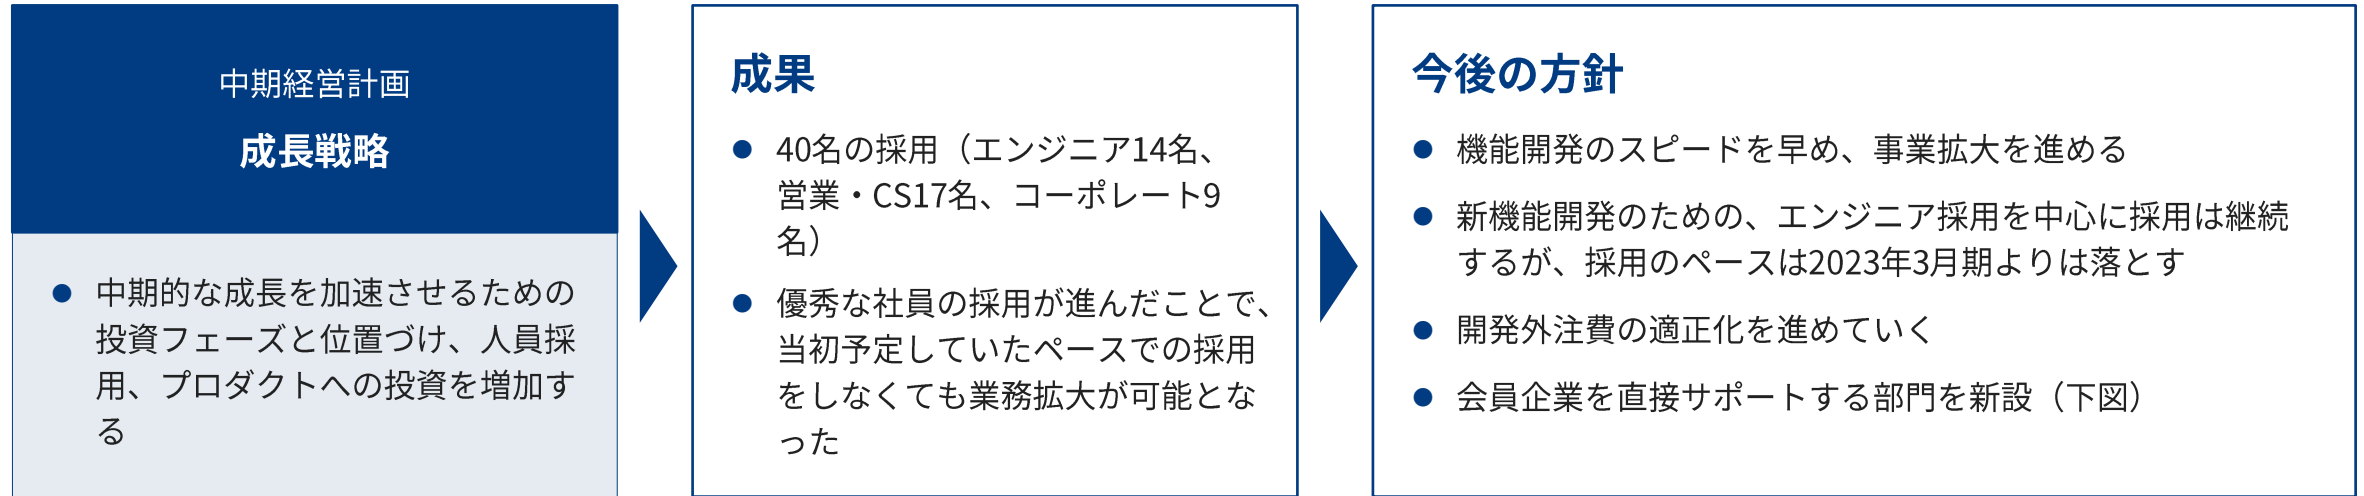 中期経営計画
成長戦略
● 中期的な成長を加速させるための
投資フェーズと位置づけ、人員採
用、プロダクトへの投資を増加す
る
成果
● 40名の採用（エンジニア14名、
営業・CS17名、コーポレート9
名）
● 優秀な社員の採用が進んだことで、
当初予定していたペースでの採用
をしなくても業務拡大が可能とな
った
今後の方針
● 機能開発のスピードを早め、事業拡大を進める
● 新機能開発のための、エンジニア採用を中心に採用は継続
するが、採用のペースは2023年3月期よりは落とす
● 開発外注費の適正化を進めていく
● 会員企業を直接サポートする部門を新設（下図）